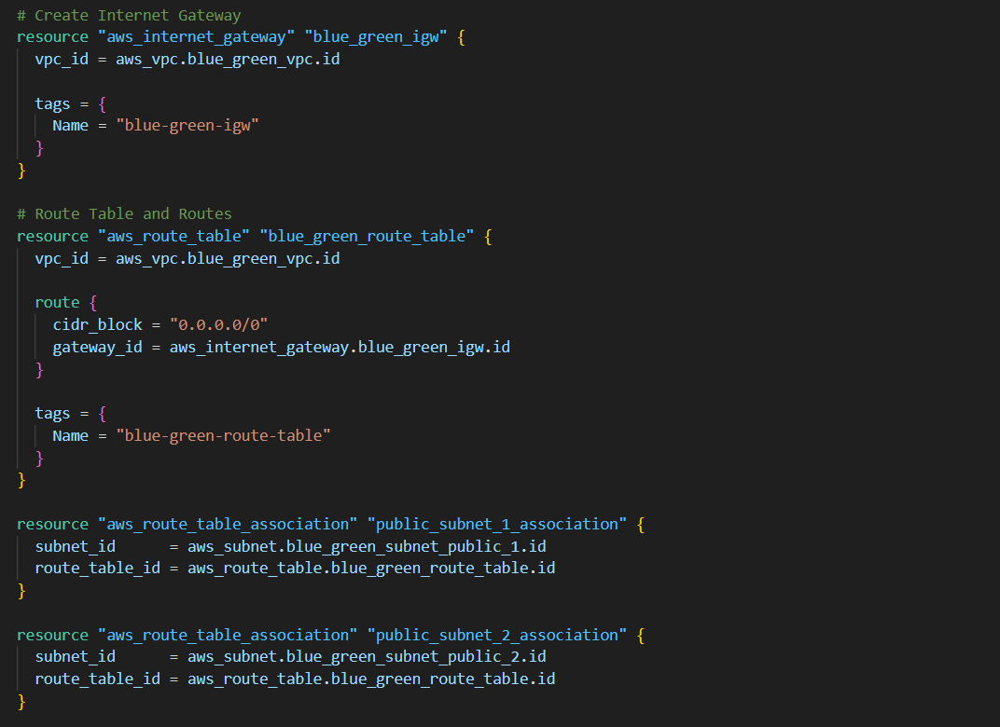 # Create Internet Gateway
resource "aws_internet_gateway" "blue_green_igw" {
  vpc_id = aws_vpc.blue_green_vpc.id

  tags = {
    Name = "blue-green-igw"
  }
}

# Route Table and Routes
resource "aws_route_table" "blue_green_route_table" {
  vpc_id = aws_vpc.blue_green_vpc.id

  route {
    cidr_block = "0.0.0.0/0"
    gateway_id = aws_internet_gateway.blue_green_igw.id
  }

  tags = {
    Name = "blue-green-route-table"
  }
}

resource "aws_route_table_association" "public_subnet_1_association" {
  subnet_id      = aws_subnet.blue_green_subnet_public_1.id
  route_table_id = aws_route_table.blue_green_route_table.id
}

resource "aws_route_table_association" "public_subnet_2_association" {
  subnet_id      = aws_subnet.blue_green_subnet_public_2.id
  route_table_id = aws_route_table.blue_green_route_table.id
}